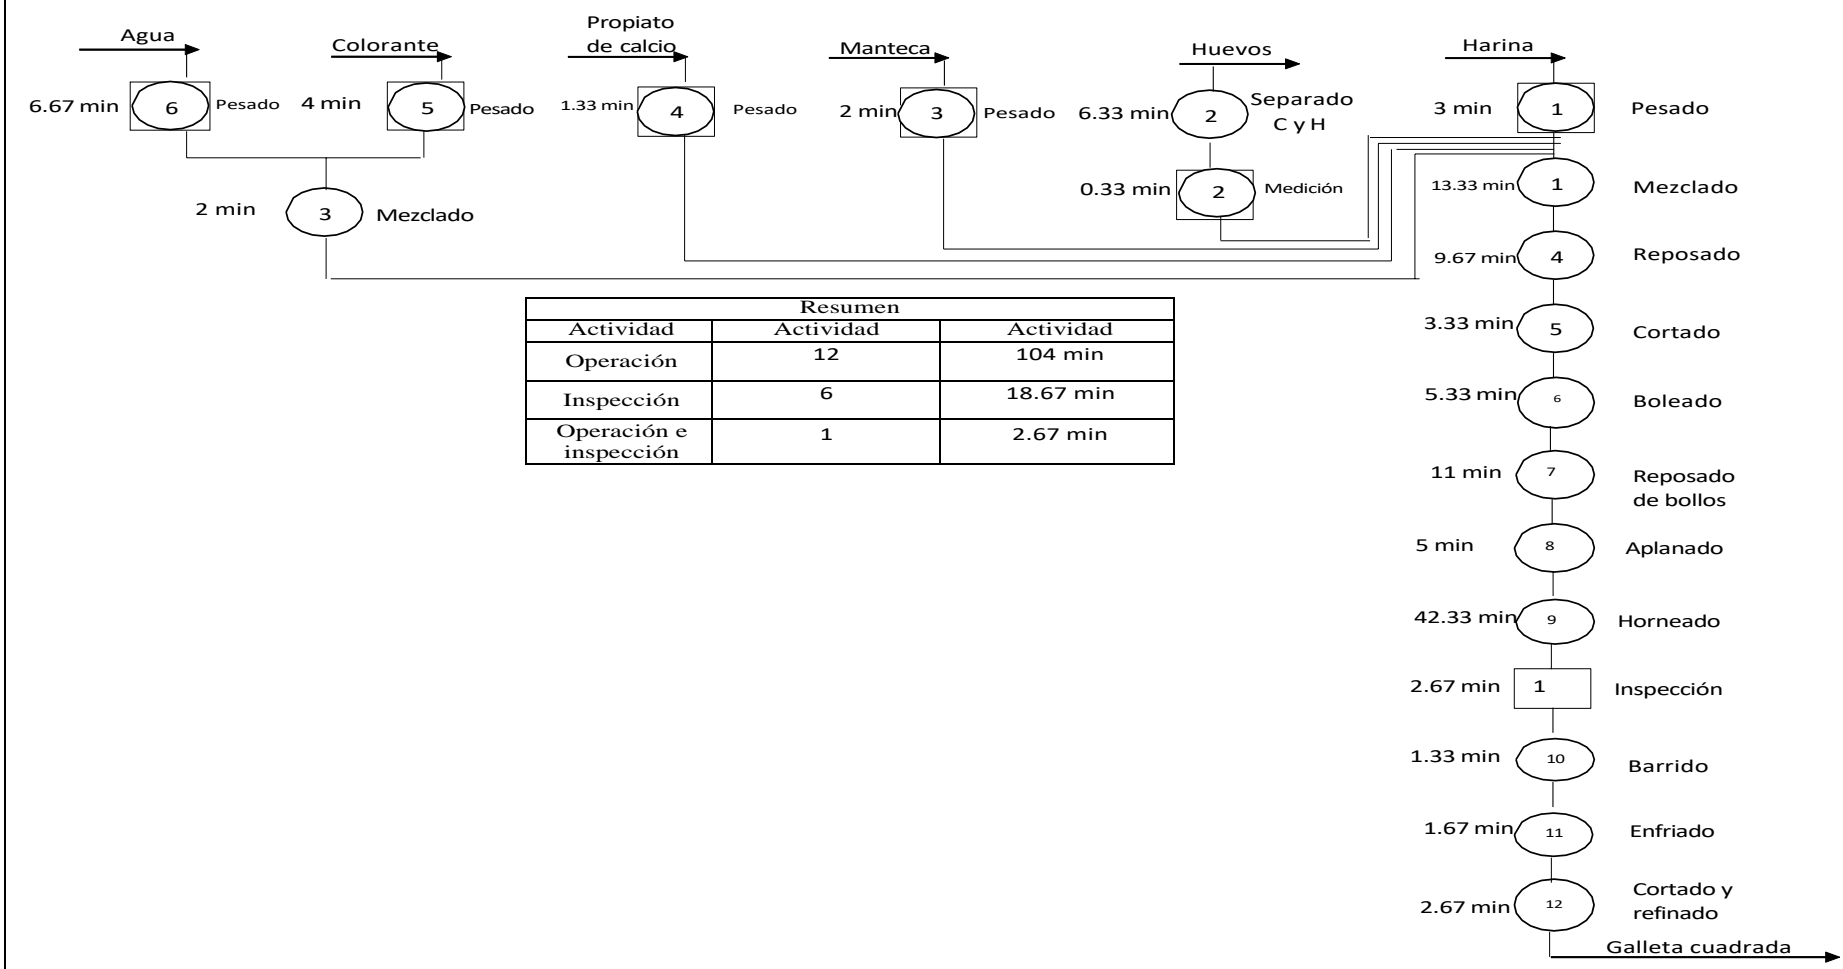 Agua
Colorante
Propiato
de calcio
Manteca
Huevos
Harina
6.67 min 6 Pesado
4 min 5 Pesado
1.33 min 4 Pesado
2 min 3 Pesado
6.33 min 2 Separado
C y H
3 min 1 Pesado
0.33 min 2 Medición
13.33 min 1 Mezclado
2 min 3 Mezclado
9.67 min 4 Reposado
Resumen
Actividad Actividad Actividad
Operación 12 104 min
Inspección 6 18.67 min
Operación e
inspección 1 2.67 min
3.33 min 5 Cortado
5.33 min 6 Boleado
11 min 7 Reposado
de bollos
5 min 8 Aplanado
42.33 min 9 Horneado
2.67 min 1 Inspección
1.33 min 10 Barrido
1.67 min 11 Enfriado
2.67 min 12 Cortado y
refinado
Galleta cuadrada